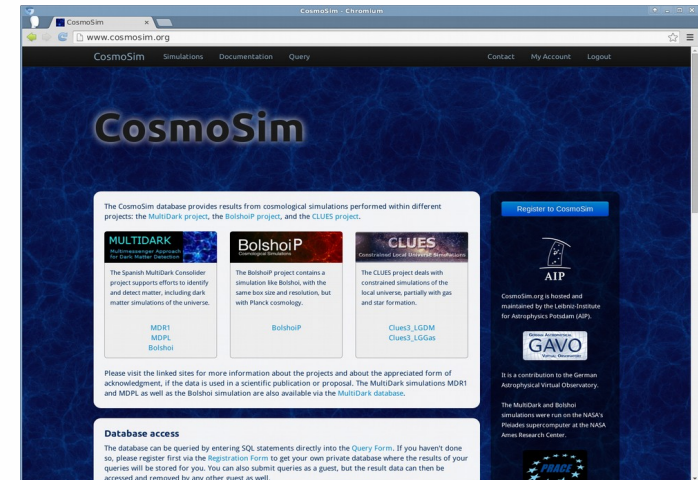 CosmoSim - Chromium
CosmoSim
www.cosmosim.org
CosmoSim Simulations Documentation Query Contact My Account Logout
CosmoSim
The CosmoSim database provides results from cosmological simulations performed within different
projects: the MultiDark project, the BolshoiP project, and the CLUES project.
MULTIDARK
Multimessenger Approach
for Dark Matter Detection
The Spanish MultiDark Consolider
project supports efforts to identify
and detect matter, including dark
matter simulations of the universe.
MDR1
MDPL
Bolshoi
BolshoiP
Cosmological Simulations
The BolshoiP project contains a
simulation like Bolshoi, with the
same box size and resolution, but
with Planck cosmology.
BolshoiP
CLUES
Constrained Local Universe Simulations
The CLUES project deals with
constrained simulations of the
local universe, partially with gas
and star formation.
Clues3_LGDM
Clues3_LGGas
Please visit the linked sites for more information about the projects and about the appreciated form of
acknowledgment, if the data is used in a scientific publication or proposal. The MultiDark simulations MDR1
and MDPL as well as the Bolshoi simulation are also available via the MultiDark database.
Database access
The database can be queried by entering SQL statements directly into the Query Form. If you haven't done
so, please register first via the Registration Form to get your own private database where the results of your
queries will be stored for you. You can also submit queries as a guest, but the result data can then be
accessed and removed by any other guest as well.
Register to CosmoSim
AIP
CosmoSim.org is hosted and
maintained by the Leibniz-Institute
for Astrophysics Potsdam (AIP).
German Astrophysical
GAVO
Virtual Observatory
It is a contribution to the German
Astrophysical Virtual Observatory.
The MultiDark and Bolshoi
simulations were run on the NASA's
Pleiades supercomputer at the NASA
Ames Research Center.
PRACE